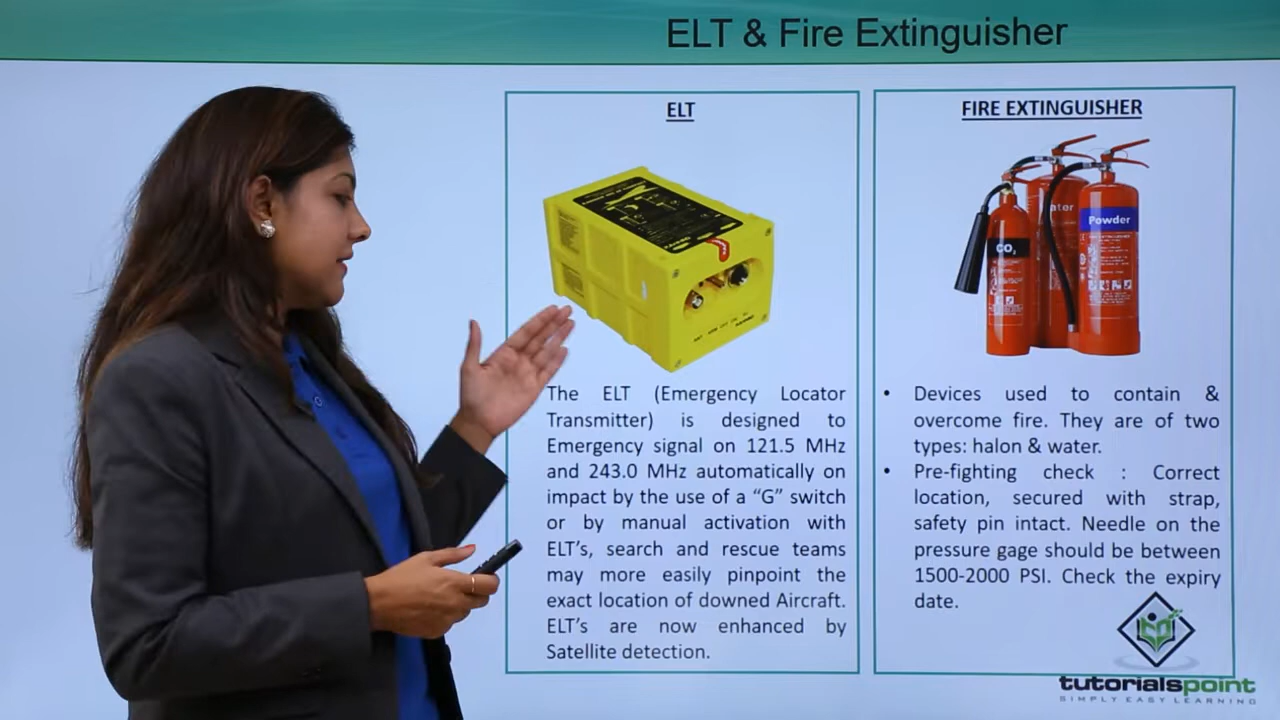 ELT & Fire Extinguisher
ELT
The ELT (Emergency Locator
Transmitter) is designed to
Emergency signal on 121.5 MHz
and 243.0 MHz automatically on
impact by the use of a “G” switch
or by manual activation with
ELT’s, search and rescue teams
may more easily pinpoint the
exact location of downed Aircraft.
ELT’s are now enhanced by
Satellite detection.
FIRE EXTINGUISHER
CO₂
Powder
• Devices used to contain &
overcome fire. They are of two
types: halon & water.
• Pre-fighting check : Correct
location, secured with strap,
safety pin intact. Needle on the
pressure gage should be between
1500-2000 PSI. Check the expiry
date.
tutorialspoint
SIMPLY EASY LEARNING